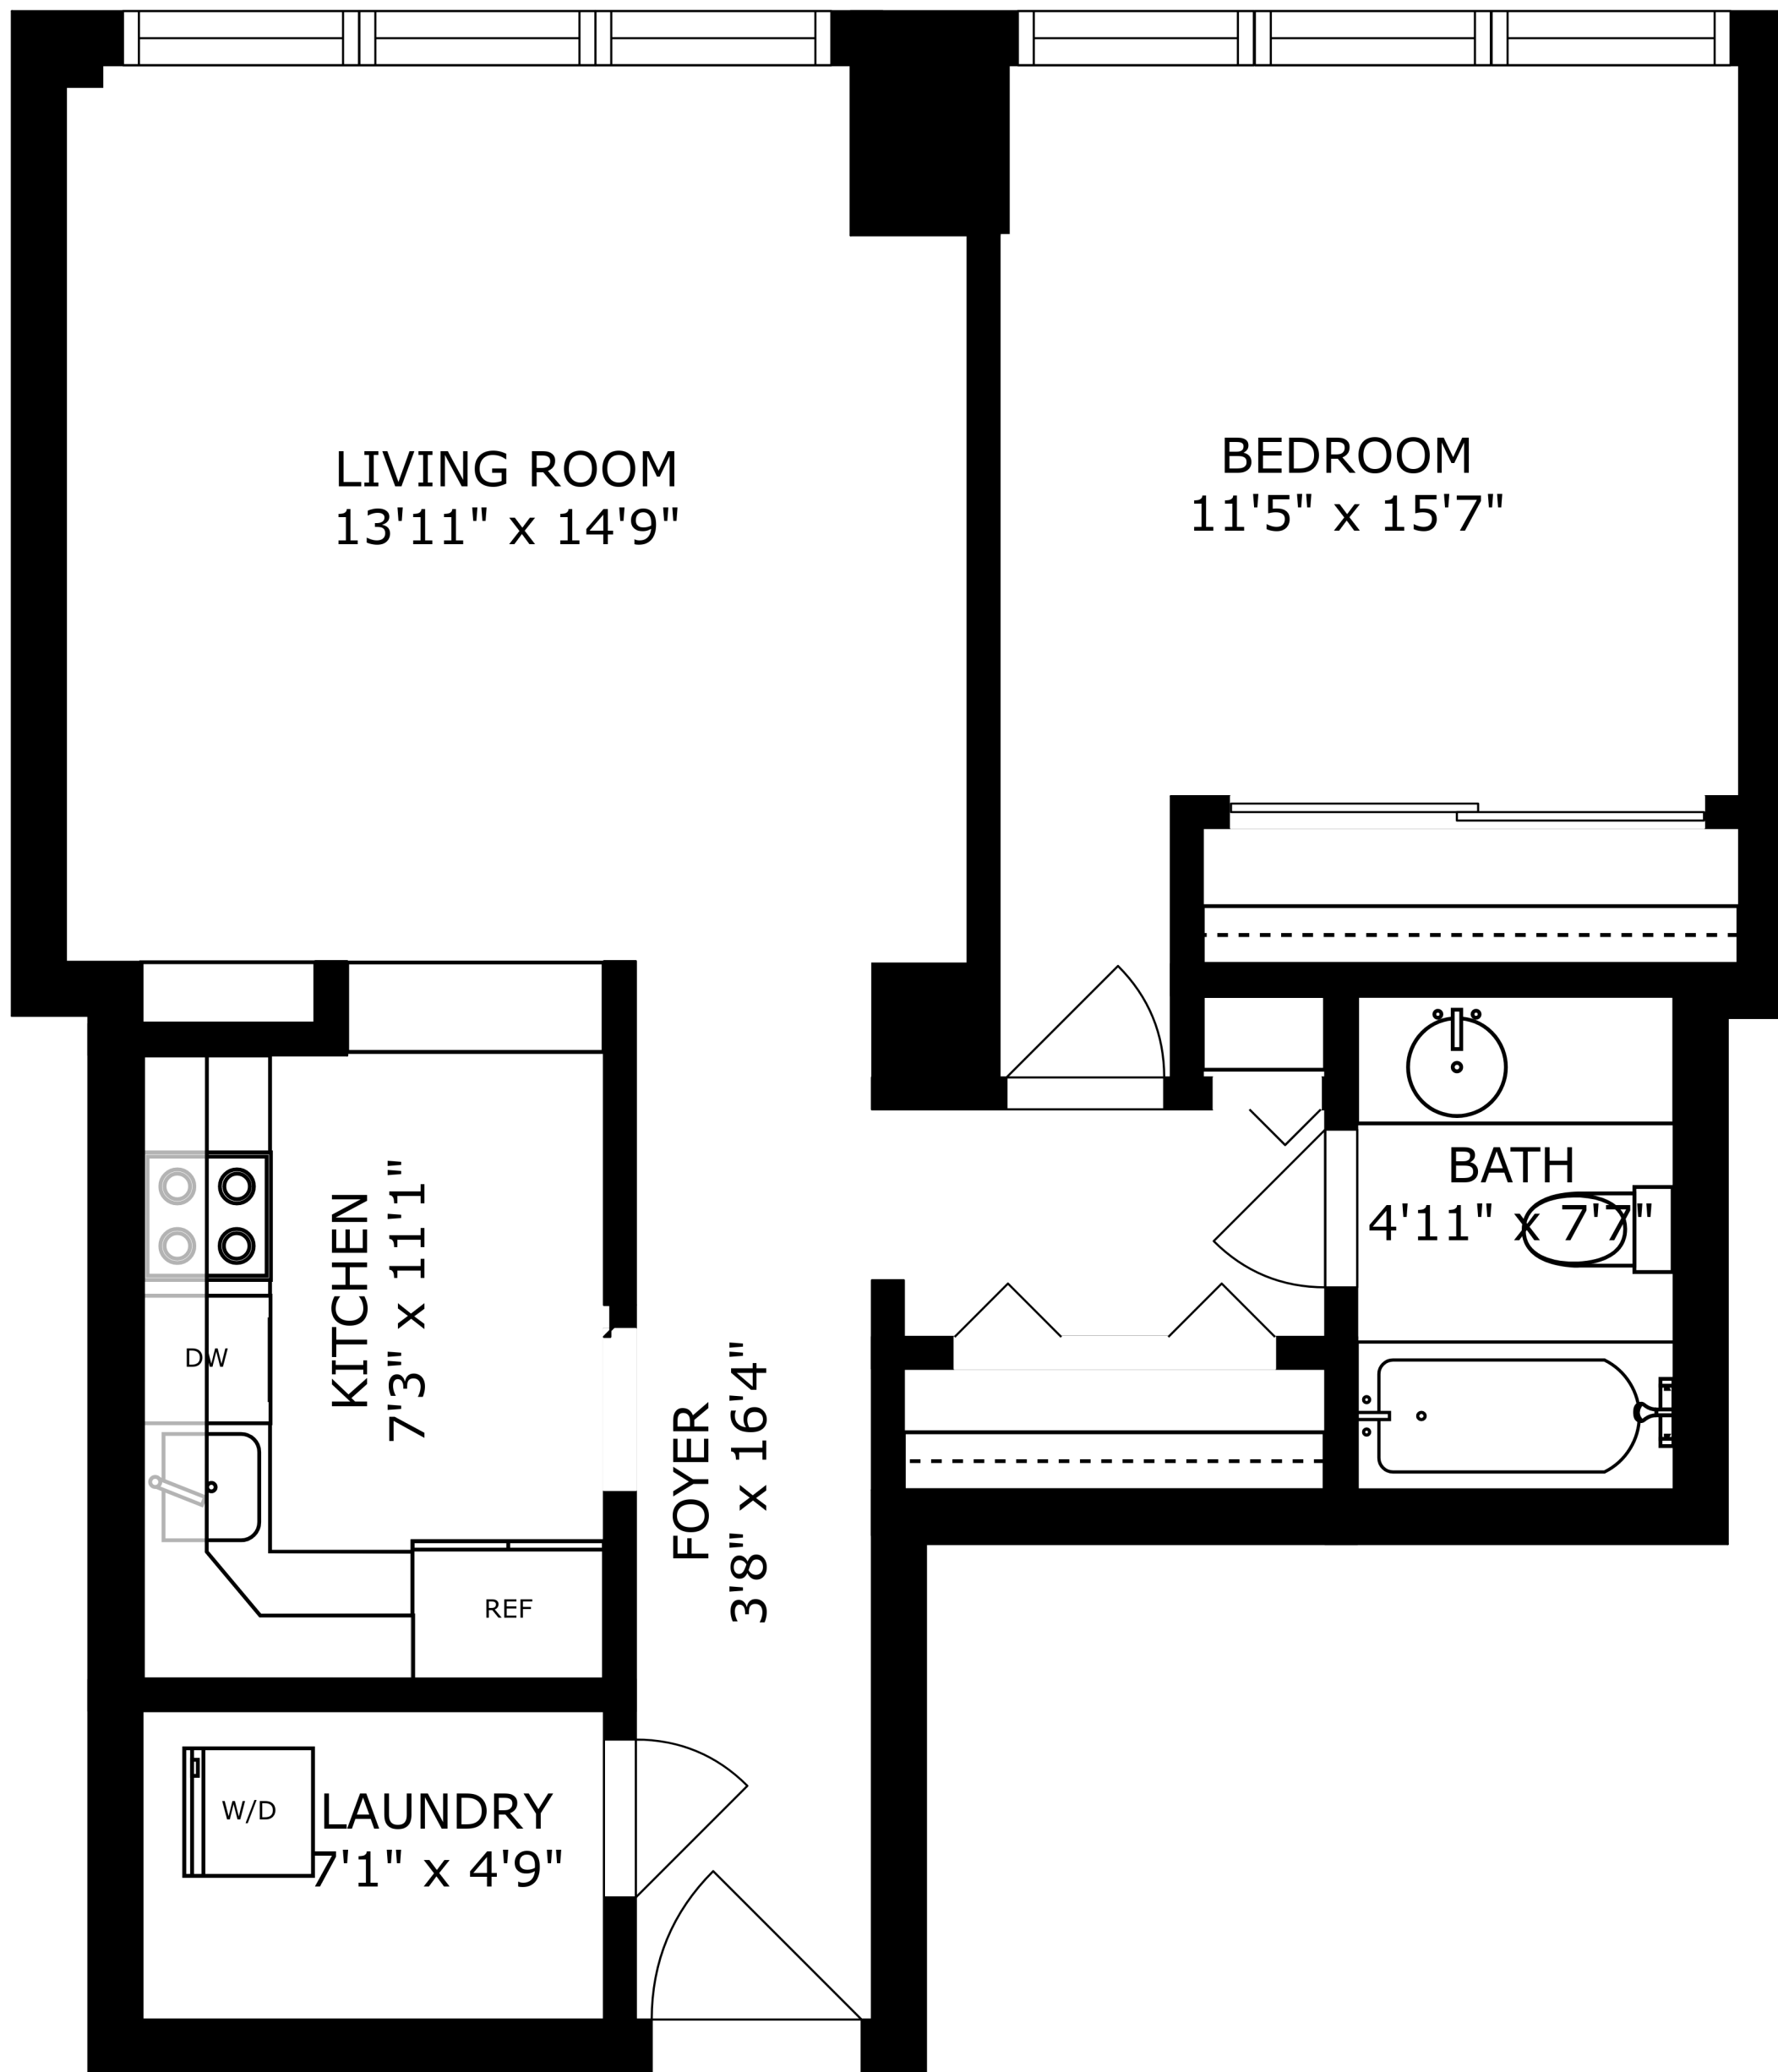 LIVING ROOM
13'11" x 14'9"
BEDROOM
11'5" x 15'7"
BATH
4'11" x 7'7"
KITCHEN
7'3" x 11'1"
DW
FOYER
3'8" x 16'4"
REF
W/D
LAUNDRY
7'1" x 4'9"